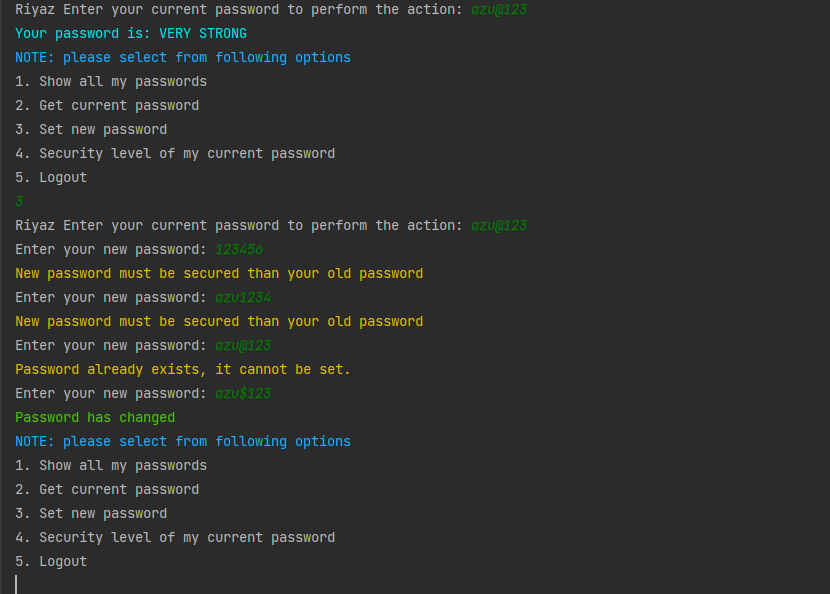 Riyaz Enter your current password to perform the action: azu@123
Your password is: VERY STRONG
NOTE: please select from following options
1. Show all my passwords
2. Get current password
3. Set new password
4. Security level of my current password
5. Logout
3
Riyaz Enter your current password to perform the action: azu@123
Enter your new password: 123456
New password must be secured than your old password
Enter your new password: azu1234
New password must be secured than your old password
Enter your new password: azu@123
Password already exists, it cannot be set.
Enter your new password: azu$123
Password has changed
NOTE: please select from following options
1. Show all my passwords
2. Get current password
3. Set new password
4. Security level of my current password
5. Logout